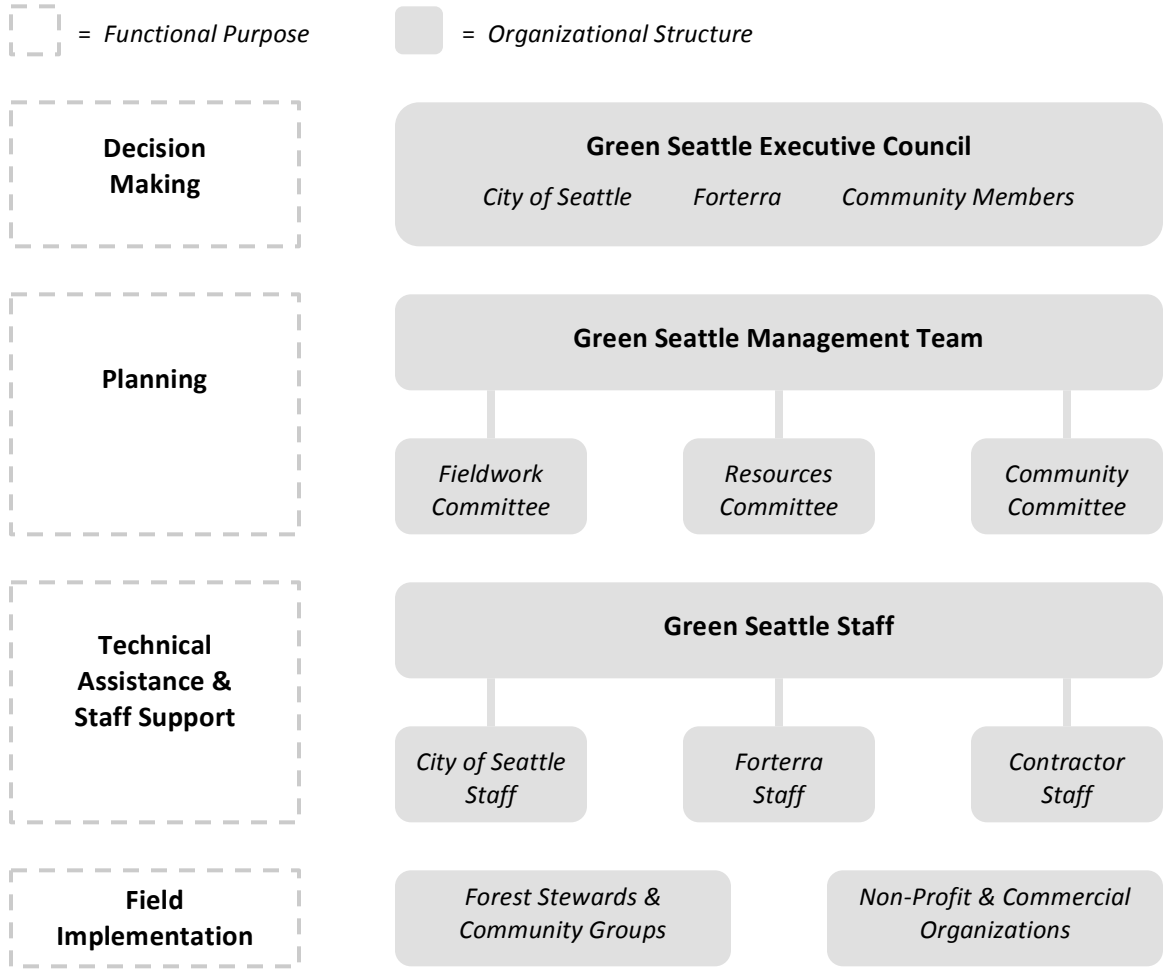 = Functional Purpose
= Organizational Structure
Decision
Making
Green Seattle Executive Council
City of Seattle Forterra Community Members
Planning
Green Seattle Management Team
Fieldwork
Committee
Resources
Committee
Community
Committee
Technical
Assistance &
Staff Support
Green Seattle Staff
City of Seattle
Staff
Forterra
Staff
Contractor
Staff
Field
Implementation
Forest Stewards &
Community Groups
Non-Profit & Commercial
Organizations